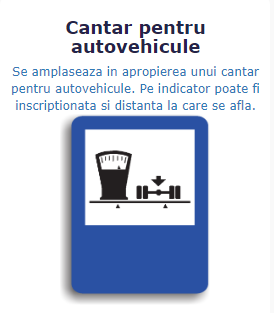 Cantar pentru
autovehicule
Se amplaseaza in apropierea unui cantar
pentru autovehicule. Pe indicator poate fi
inscriptionata si distanta la care se afla.